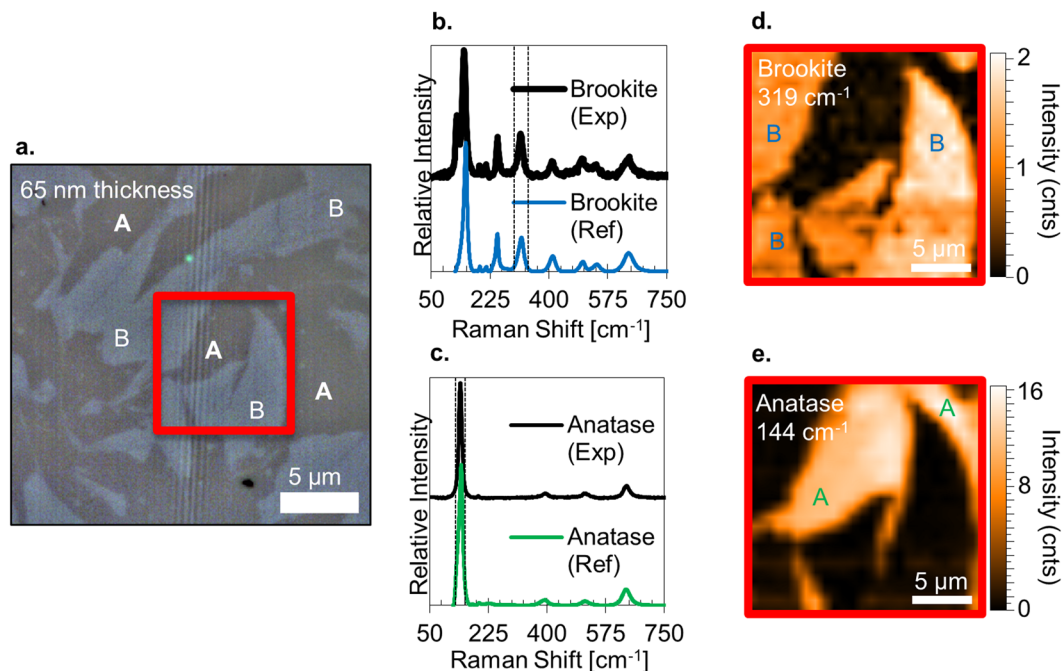 a.
65 nm thickness
A
B
B
A
A
B
5 µm
b.
Relative Intensity
Brookite
(Exp)
Brookite
(Ref)
50 225 400 575 750
Raman Shift [cm-1]
c.
Relative Intensity
Anatase
(Exp)
Anatase
(Ref)
50 225 400 575 750
Raman Shift [cm-1]
d.
Brookite
319 cm-1
B
B
B
5 µm
2
1
0
Intensity (cnts)
e.
Anatase
144 cm-1
A
A
5 µm
16
8
0
Intensity (cnts)